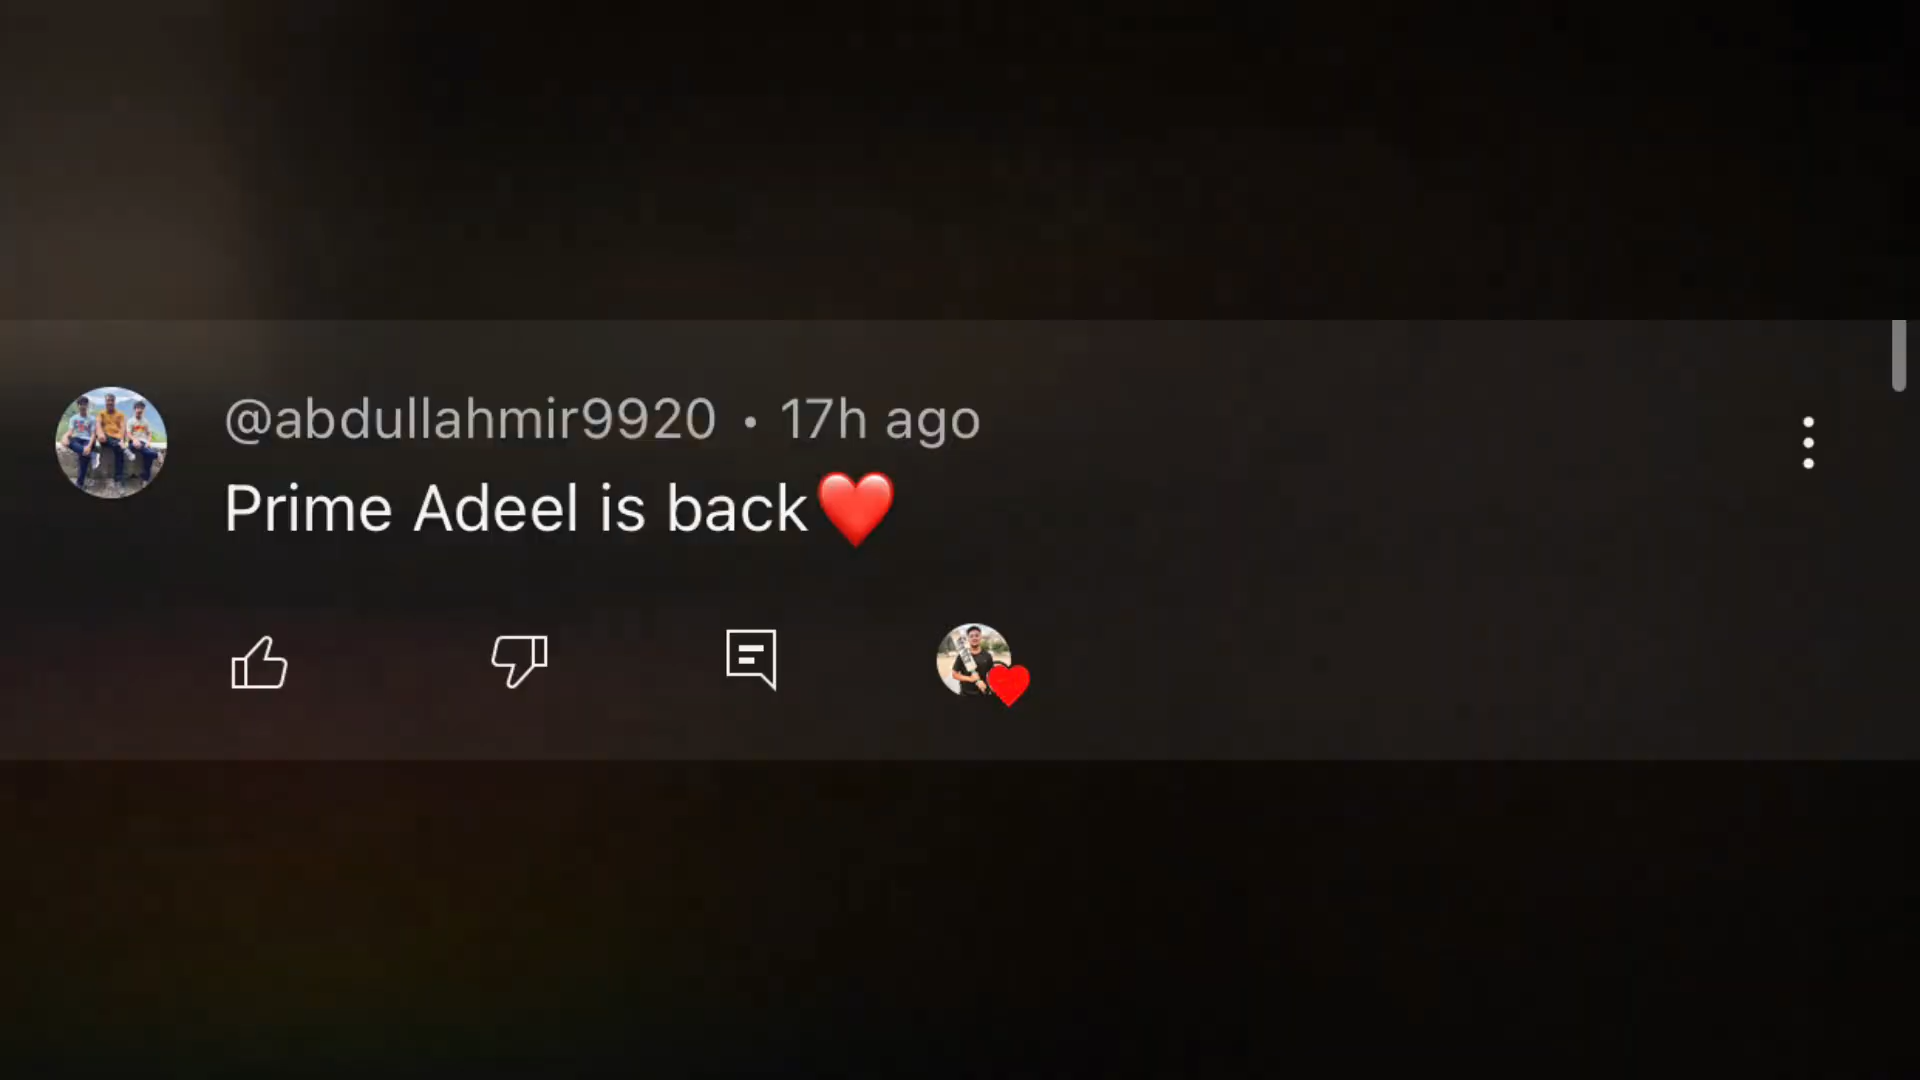 @abdullahmir9920 • 17h ago
Prime Adeel is back❤️